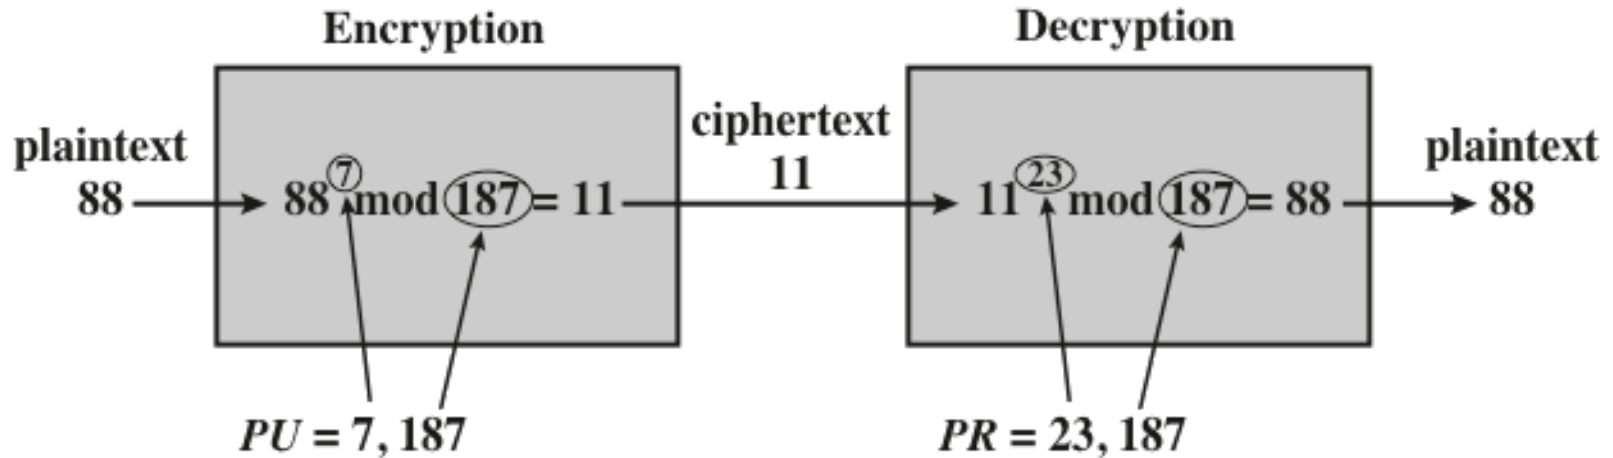 Encryption
Decryption
plaintext
88
88^7 mod 187 = 11
ciphertext
11
11^23 mod 187 = 88
plaintext
88
PU = 7, 187
PR = 23, 187